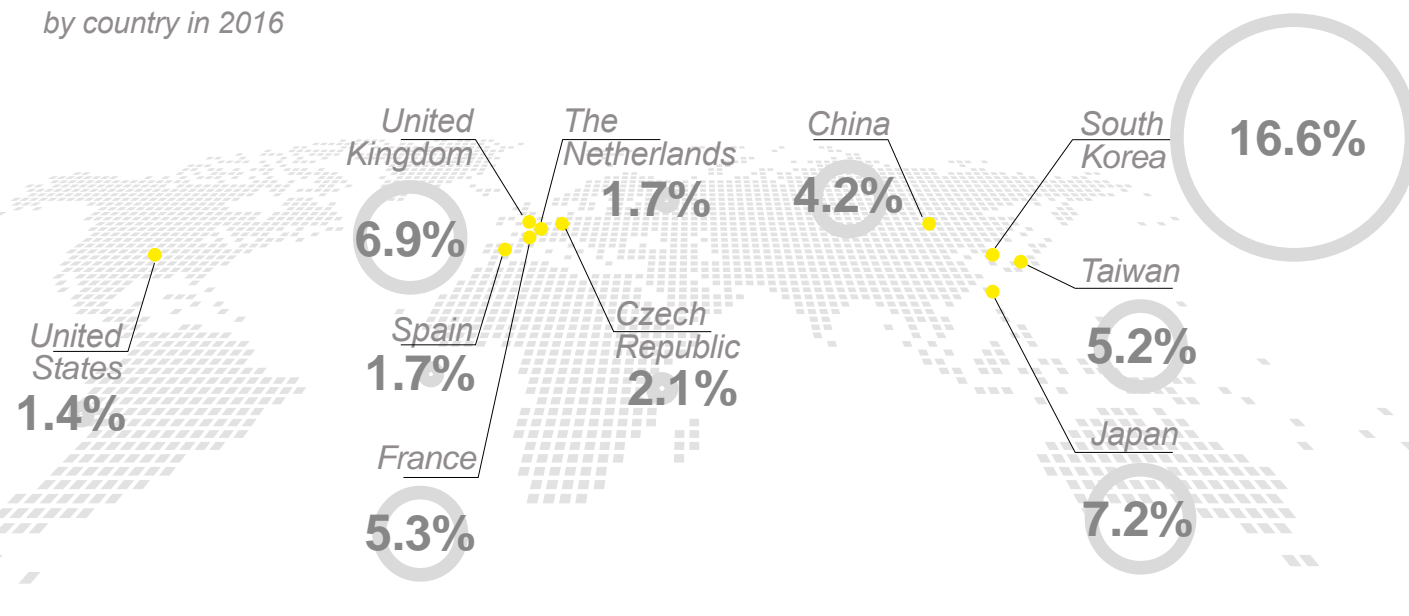 by country in 2016
United
Kingdom
6.9%
The
Netherlands
1.7%
China
4.2%
South
Korea
16.6%
United
States
1.4%
Spain
1.7%
Czech
Republic
2.1%
Taiwan
5.2%
France
5.3%
Japan
7.2%